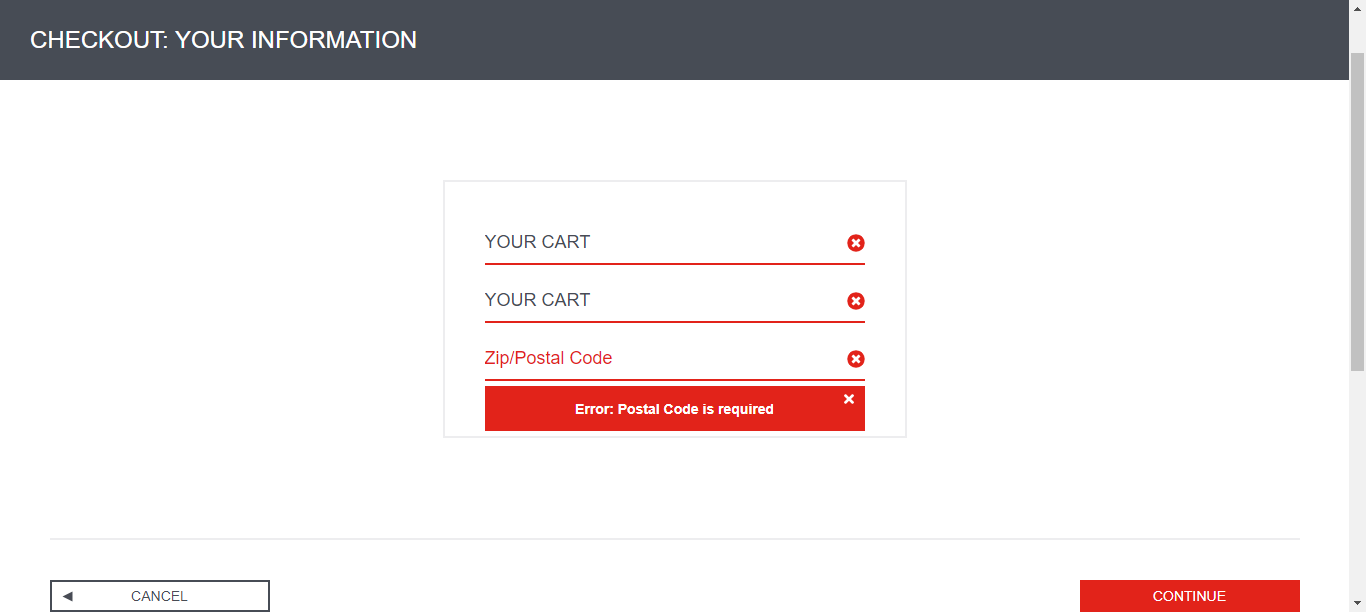 CHECKOUT: YOUR INFORMATION
YOUR CART
YOUR CART
Zip/Postal Code
Error: Postal Code is required
CANCEL
CONTINUE